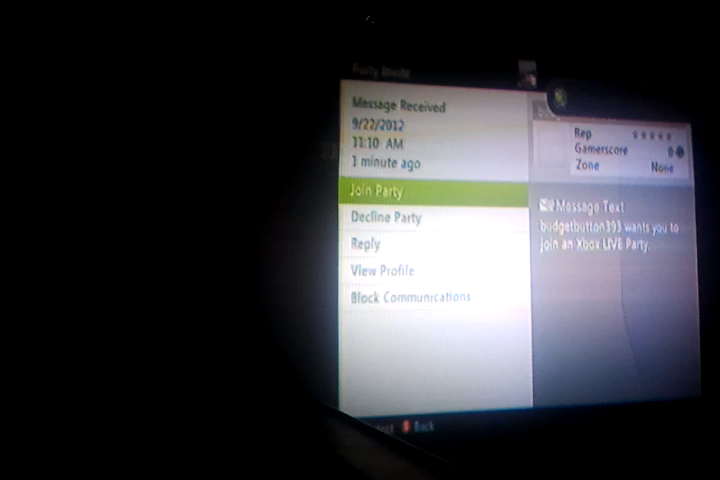 Party Invite
Message Received
9/22/2012
11:10 AM
1 minute ago
Join Party
Decline Party
Reply
View Profile
Block Communications
Rep
Gamerscore 0
Zone None
Message Text
budgetbutton393 wants you to
join an Xbox LIVE Party.
Back